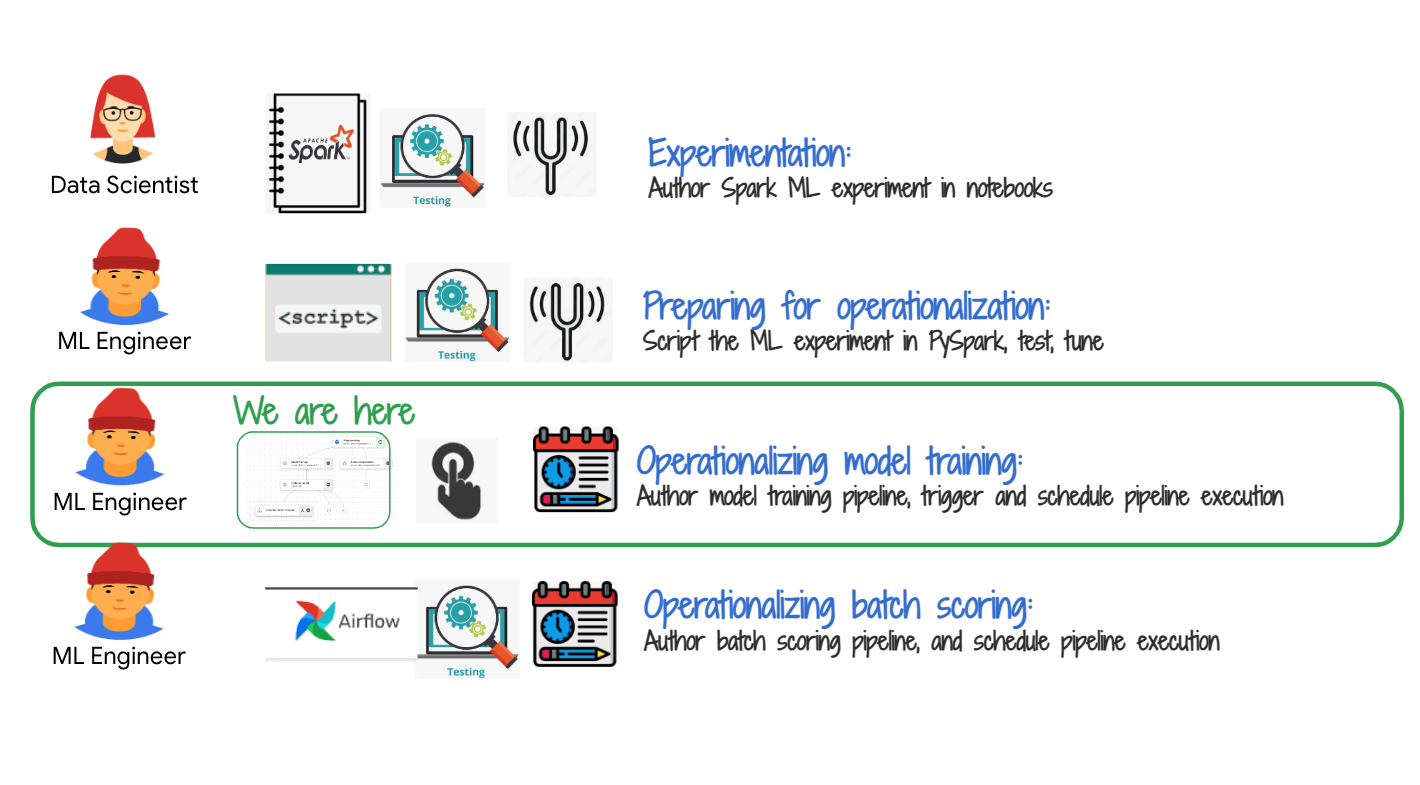 APACHE
Spark
Testing
Data Scientist
Experimentation:
Author Spark ML experiment in notebooks
<script>
Testing
ML Engineer
Preparing for operationalization:
Script the ML experiment in PySpark, test, tune
We are here
ML Engineer
Operationalizing model training:
Author model training pipeline, trigger and schedule pipeline execution
Airflow
Testing
ML Engineer
Operationalizing batch scoring:
Author batch scoring pipeline, and schedule pipeline execution